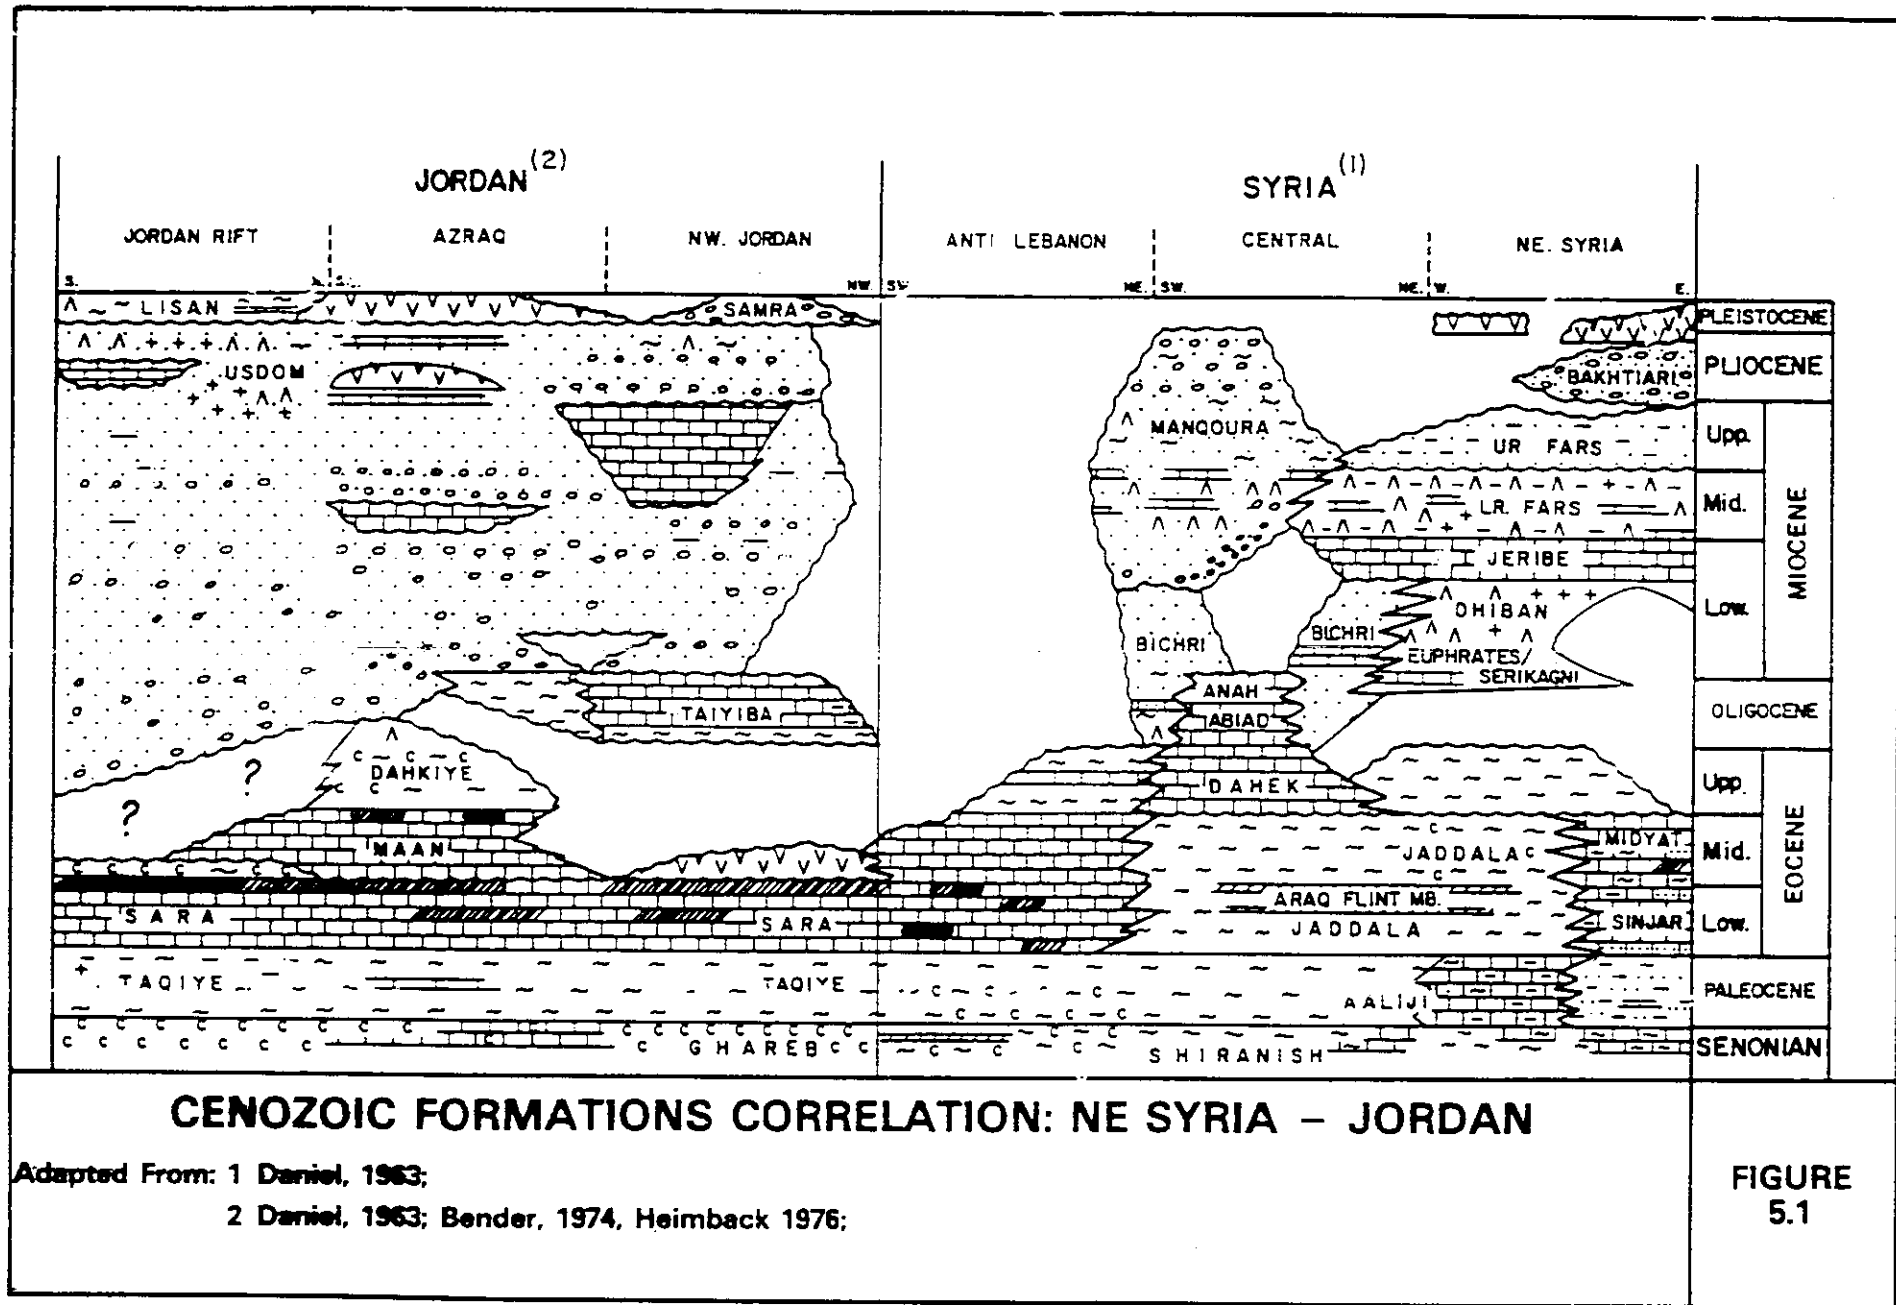 JORDAN (2)
SYRIA (1)
JORDAN RIFT
AZRAQ
NW. JORDAN
ANTI LEBANON
CENTRAL
NE. SYRIA
S.
NW.
SW
NE.
SW.
NE.
W.
E.
LISAN
SAMRA
PLEISTOCENE
USDOM
BAKHTIARI
PLIOCENE
MANQOURA
UR FARS
Upp.
LR. FARS
Mid.
MIOCENE
JERIBE
DHIBAN
Low.
BICHRI
BICHRI
EUPHRATES/
SERIKAGNI
TAIYIBA
ANAH
ABIAD
OLIGOCENE
?
?
DAHKIYE
DAHEK
Upp.
MAAN
JADDALA
MIDYAT
Mid.
EOCENE
ARAQ FLINT MB.
SARA
SARA
JADDALA
SINJAR
Low.
TAQIYE
TAQIYE
AALIJI
PALEOCENE
GHAREB
SHIRANISH
SENONIAN
CENOZOIC FORMATIONS CORRELATION: NE SYRIA – JORDAN
Adapted From: 1 Daniel, 1963;
2 Daniel, 1963; Bender, 1974, Heimback 1976;
FIGURE
5.1